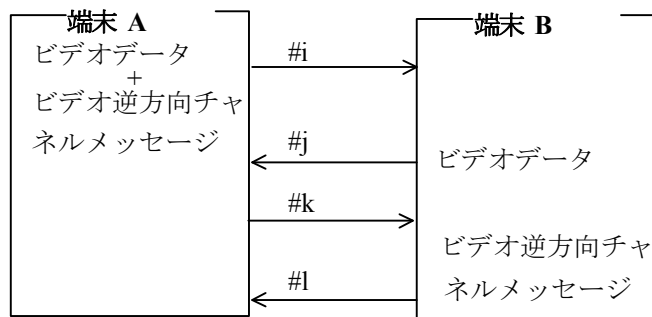 端末 A
ビデオデータ
+
ビデオ逆方向チャ
ネルメッセージ
#i
#j
#k
#l
端末 B
ビデオデータ
ビデオ逆方向チャ
ネルメッセージ